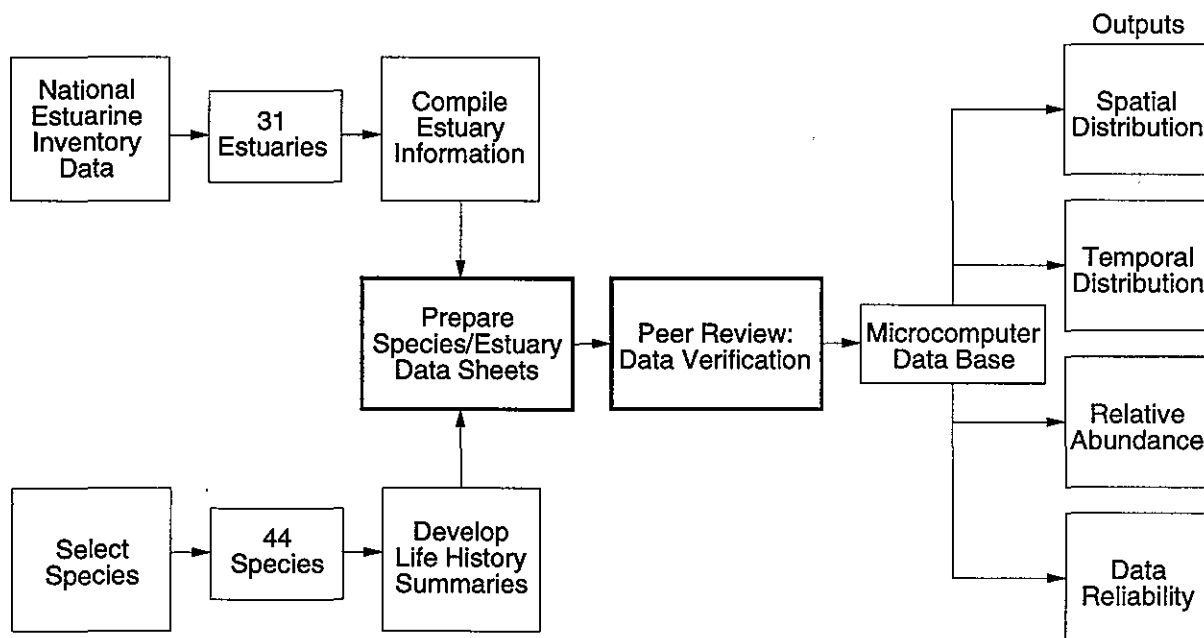 Outputs
National
Estuarine
Inventory
Data
31
Estuaries
Compile
Estuary
Information
Spatial
Distribution
Temporal
Distribution
Prepare
Species/Estuary
Data Sheets
Peer Review:
Data Verification
Microcomputer
Data Base
Relative
Abundance
Select
Species
44
Species
Develop
Life History
Summaries
Data
Reliability